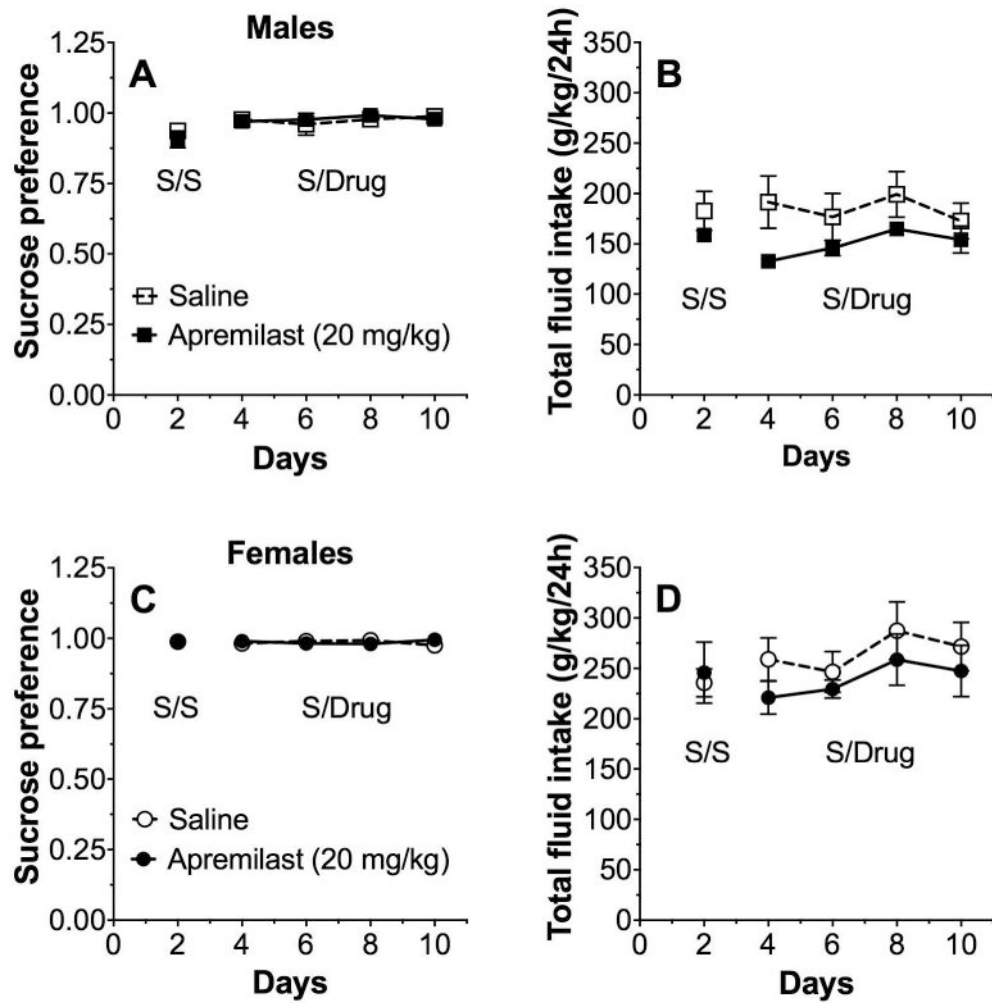 Males
A
Sucrose preference
1.25
1.00
0.75
0.50
0.25
0.00
S/S
S/Drug
Saline
Apremilast (20 mg/kg)
0 2 4 6 8 10
Days
B
Total fluid intake (g/kg/24h)
350
300
250
200
150
100
50
0
S/S
S/Drug
0 2 4 6 8 10
Days
Females
C
Sucrose preference
1.25
1.00
0.75
0.50
0.25
0.00
S/S
S/Drug
Saline
Apremilast (20 mg/kg)
0 2 4 6 8 10
Days
D
Total fluid intake (g/kg/24h)
350
300
250
200
150
100
50
0
S/S
S/Drug
0 2 4 6 8 10
Days